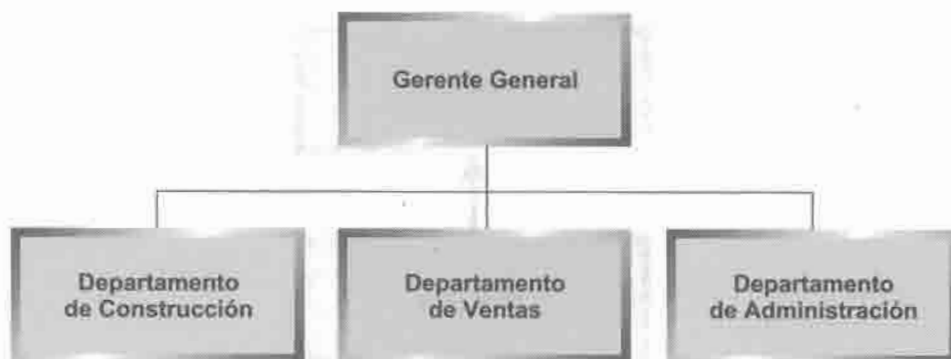 Gerente General
Departamento
de Construcción
Departamento
de Ventas
Departamento
de Administración